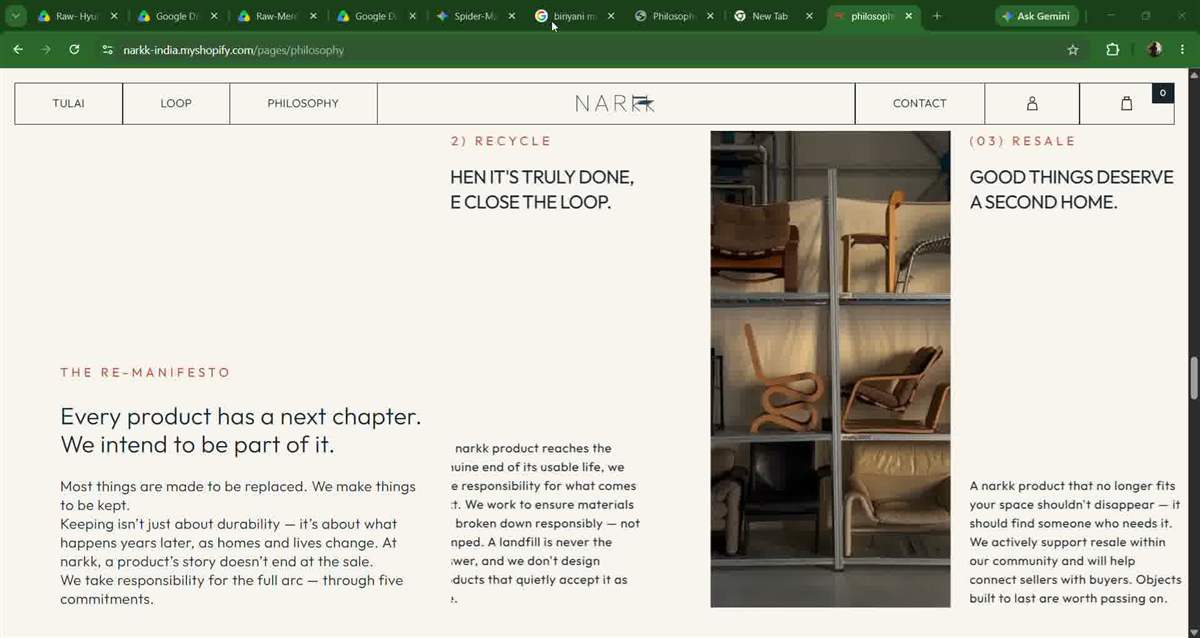 Raw- Hyu
Google Dr
Raw-Mere
Google Dr
Spider-Ma
binyani m
Philosoph
New Tab
philosoph
Ask Gemini
narkk-india.myshopify.com/pages/philosophy
TULAI
LOOP
PHILOSOPHY
NARKK
CONTACT
0
THE RE-MANIFESTO
Every product has a next chapter.
We intend to be part of it.
Most things are made to be replaced. We make things
to be kept.
Keeping isn't just about durability — it's about what
happens years later, as homes and lives change. At
narkk, a product's story doesn't end at the sale.
We take responsibility for the full arc — through five
commitments.
2) RECYCLE
HEN IT'S TRULY DONE,
E CLOSE THE LOOP.
narkk product reaches the
nuine end of its usable life, we
e responsibility for what comes
t. We work to ensure materials
broken down responsibly — not
nped. A landfill is never the
wer, and we don't design
ducts that quietly accept it as
.
(03) RESALE
GOOD THINGS DESERVE
A SECOND HOME.
A narkk product that no longer fits
your space shouldn't disappear — it
should find someone who needs it.
We actively support resale within
our community and will help
connect sellers with buyers. Objects
built to last are worth passing on.